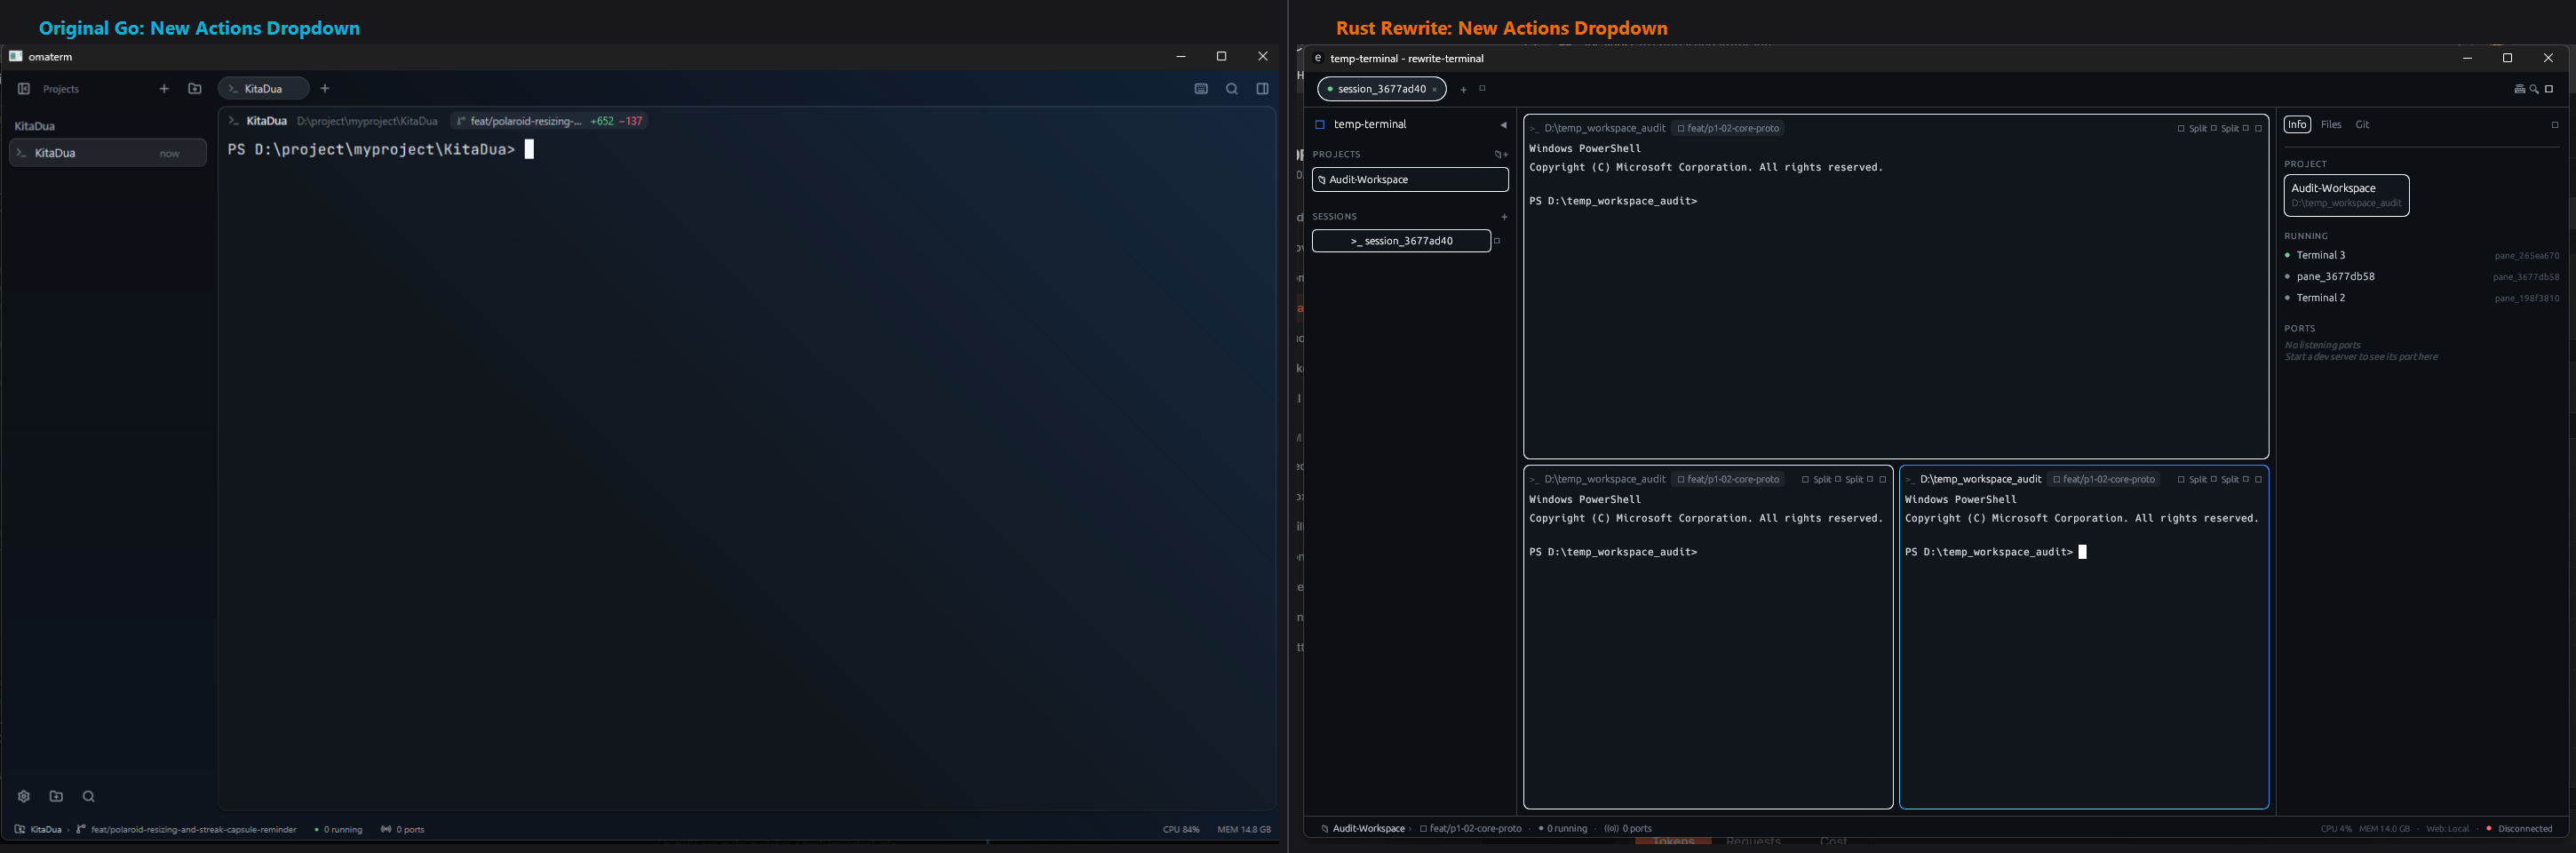 Original Go: New Actions Dropdown
omaterm
Projects
KitaDua
KitaDua
KitaDua now
KitaDua D:\project\myproject\KitaDua feat/polaroid-resizing-... +652 −137
PS D:\project\myproject\KitaDua>
KitaDua feat/polaroid-resizing-and-streak-capsule-reminder 0 running 0 ports
CPU 84% MEM 14.8 GB
Rust Rewrite: New Actions Dropdown
temp-terminal - rewrite-terminal
session_3677ad40 × +
temp-terminal
PROJECTS
Audit-Workspace
SESSIONS +
>_ session_3677ad40
>_ D:\temp_workspace_audit feat/p1-02-core-proto Split Split
Windows PowerShell
Copyright (C) Microsoft Corporation. All rights reserved.
PS D:\temp_workspace_audit>
>_ D:\temp_workspace_audit feat/p1-02-core-proto Split Split
Windows PowerShell
Copyright (C) Microsoft Corporation. All rights reserved.
PS D:\temp_workspace_audit>
>_ D:\temp_workspace_audit feat/p1-02-core-proto Split Split
Windows PowerShell
Copyright (C) Microsoft Corporation. All rights reserved.
PS D:\temp_workspace_audit>
Info Files Git
PROJECT
Audit-Workspace
D:\temp_workspace_audit
RUNNING
Terminal 3 pane_265ea670
pane_3677db58 pane_3677db58
Terminal 2 pane_198f3810
PORTS
No listening ports
Start a dev server to see its port here
Audit-Workspace › feat/p1-02-core-proto · 0 running · ((o)) 0 ports
CPU 4% MEM 14.0 GB · Web: Local · Disconnected
Tokens Requests Cost